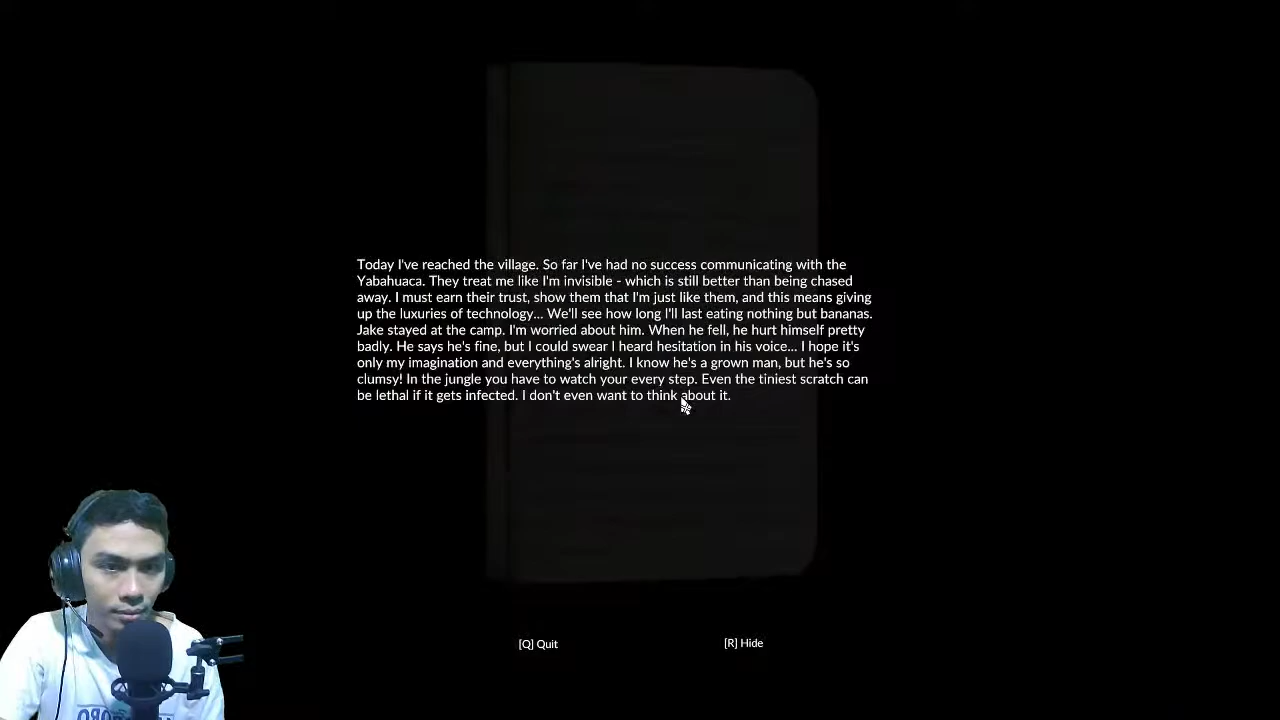 Today I've reached the village. So far I've had no success communicating with the
Yabahuaca. They treat me like I'm invisible - which is still better than being chased
away. I must earn their trust, show them that I'm just like them, and this means giving
up the luxuries of technology... We'll see how long I'll last eating nothing but bananas.
Jake stayed at the camp. I'm worried about him. When he fell, he hurt himself pretty
badly. He says he's fine, but I could swear I heard hesitation in his voice... I hope it's
only my imagination and everything's alright. I know he's a grown man, but he's so
clumsy! In the jungle you have to watch your every step. Even the tiniest scratch can
be lethal if it gets infected. I don't even want to think about it.
[Q] Quit
[R] Hide